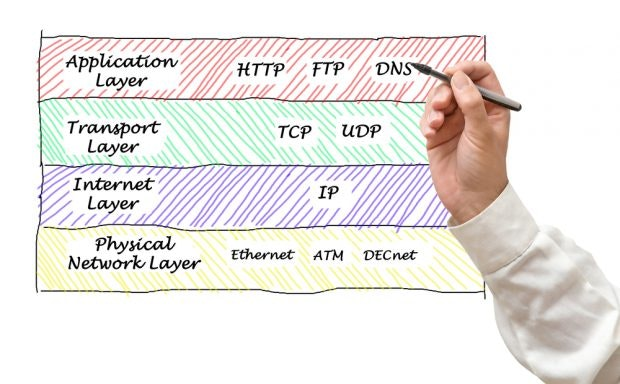 Application
Layer
HTTP FTP DNS
Transport
Layer
TCP UDP
Internet
Layer
IP
Physical
Network Layer
Ethernet ATM DECnet